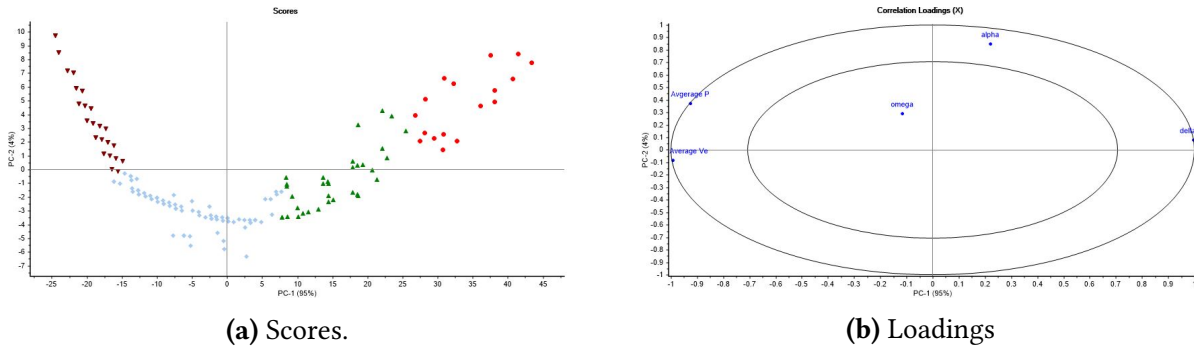 Scores
PC-2 (4%)
10
9
8
7
6
5
4
3
2
1
0
-1
-2
-3
-4
-5
-6
-7
-25 -20 -15 -10 -5 0 5 10 15 20 25 30 35 40 45
PC-1 (95%)
(a) Scores.
Correlation Loadings (X)
PC-2 (4%)
1
0.9
0.8
0.7
0.6
0.5
0.4
0.3
0.2
0.1
0
-0.1
-0.2
-0.3
-0.4
-0.5
-0.6
-0.7
-0.8
-0.9
-1
alpha
Avgerage P
omega
delta
Average Ve
-1 -0.9 -0.8 -0.7 -0.6 -0.5 -0.4 -0.3 -0.2 -0.1 0 0.1 0.2 0.3 0.4 0.5 0.6 0.7 0.8 0.9 1
PC-1 (95%)
(b) Loadings